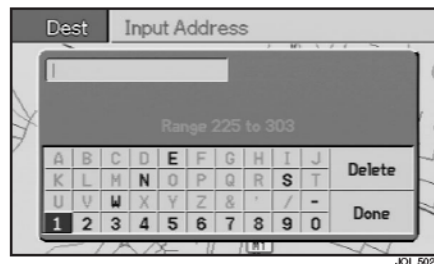 Dest Input Address
Range 225 to 303
A B C D E F G H I J
K L M N O P Q R S T Delete
U V W X Y Z & ' / -
1 2 3 4 5 6 7 8 9 0 Done
M1
JOL 502